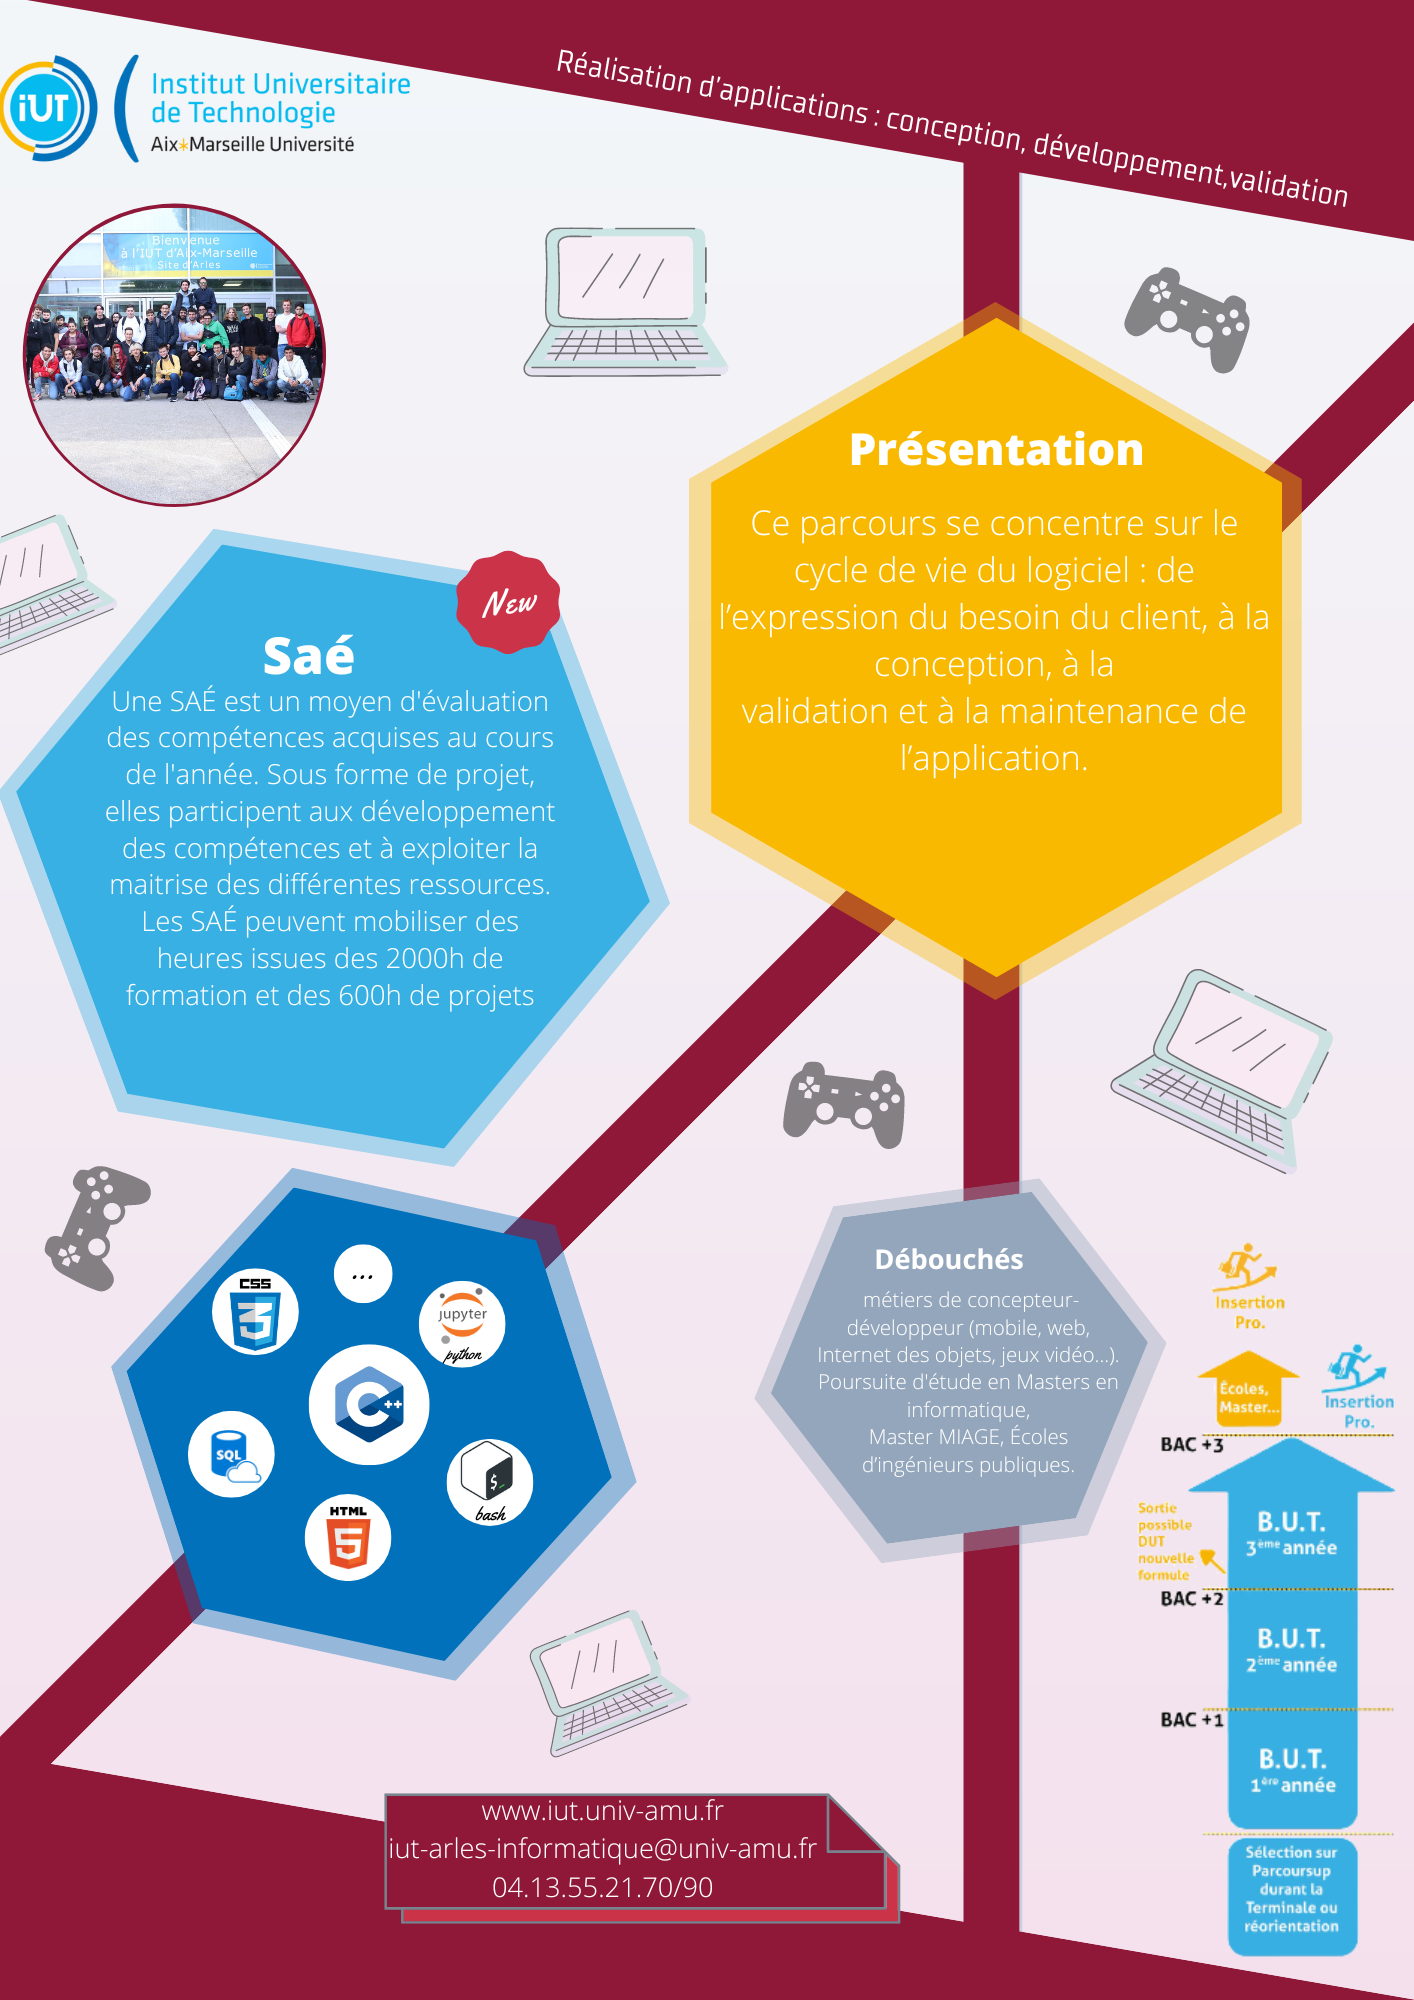 Réalisation d'applications : conception, développement,validation
iUT
Institut Universitaire
de Technologie
Aix*Marseille Université
Bienvenue
à l'IUT d'Aix-Marseille
Site d'Arles
Présentation
Ce parcours se concentre sur le
cycle de vie du logiciel : de
l’expression du besoin du client, à la
conception, à la
validation et à la maintenance de
l’application.
New
Saé
Une SAÉ est un moyen d'évaluation
des compétences acquises au cours
de l'année. Sous forme de projet,
elles participent aux développement
des compétences et à exploiter la
maitrise des différentes ressources.
Les SAÉ peuvent mobiliser des
heures issues des 2000h de
formation et des 600h de projets
CSS
3
...
jupyter
python
C++
SQL
$_
bash
HTML
5
Débouchés
métiers de concepteur-
développeur (mobile, web,
Internet des objets, jeux vidéo...).
Poursuite d'étude en Masters en
informatique,
Master MIAGE, Écoles
d’ingénieurs publiques.
Insertion
Pro.
Écoles,
Master...
Insertion
Pro.
BAC +3
B.U.T.
3ème année
Sortie
possible
DUT
nouvelle
formule
BAC +2
B.U.T.
2ème année
BAC +1
B.U.T.
1ère année
Sélection sur
Parcoursup
durant la
Terminale ou
réorientation
www.iut.univ-amu.fr
iut-arles-informatique@univ-amu.fr
04.13.55.21.70/90